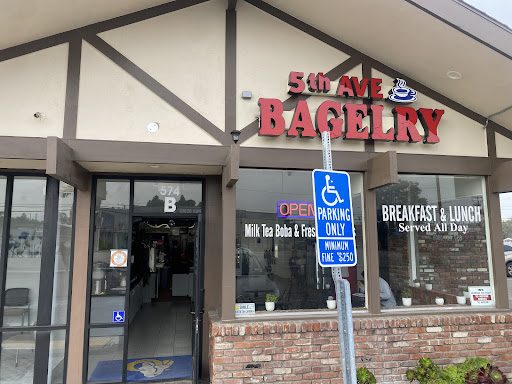 5th AVE
BAGELRY
574
B
OPEN
PARKING
ONLY
MINIMUM
FINE $250
Milk Tea Boba & Fres
BREAKFAST & LUNCH
Served All Day